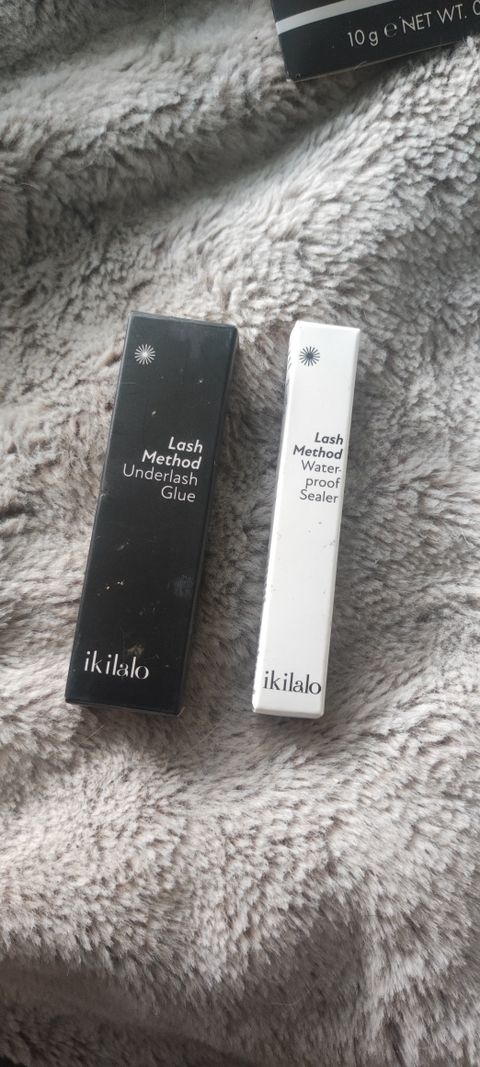 10 g ℮ NET WT.
Lash
Method
Underlash
Glue
ikilalo
Lash
Method
Water-
proof
Sealer
ikilalo